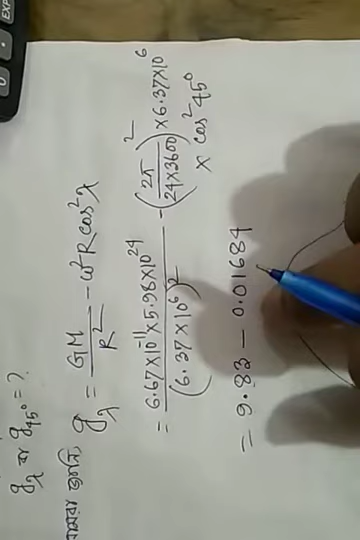 g_λ বা g_45° = ?
আমরা জানি,
g_λ = GM/R² − ω²R cos²λ
= 6.67×10⁻¹¹×5.98×10²⁴/(6.37×10⁶)² − (2π/24×3600)² × 6.37×10⁶
× cos²45°
= 9.83 − 0.01684